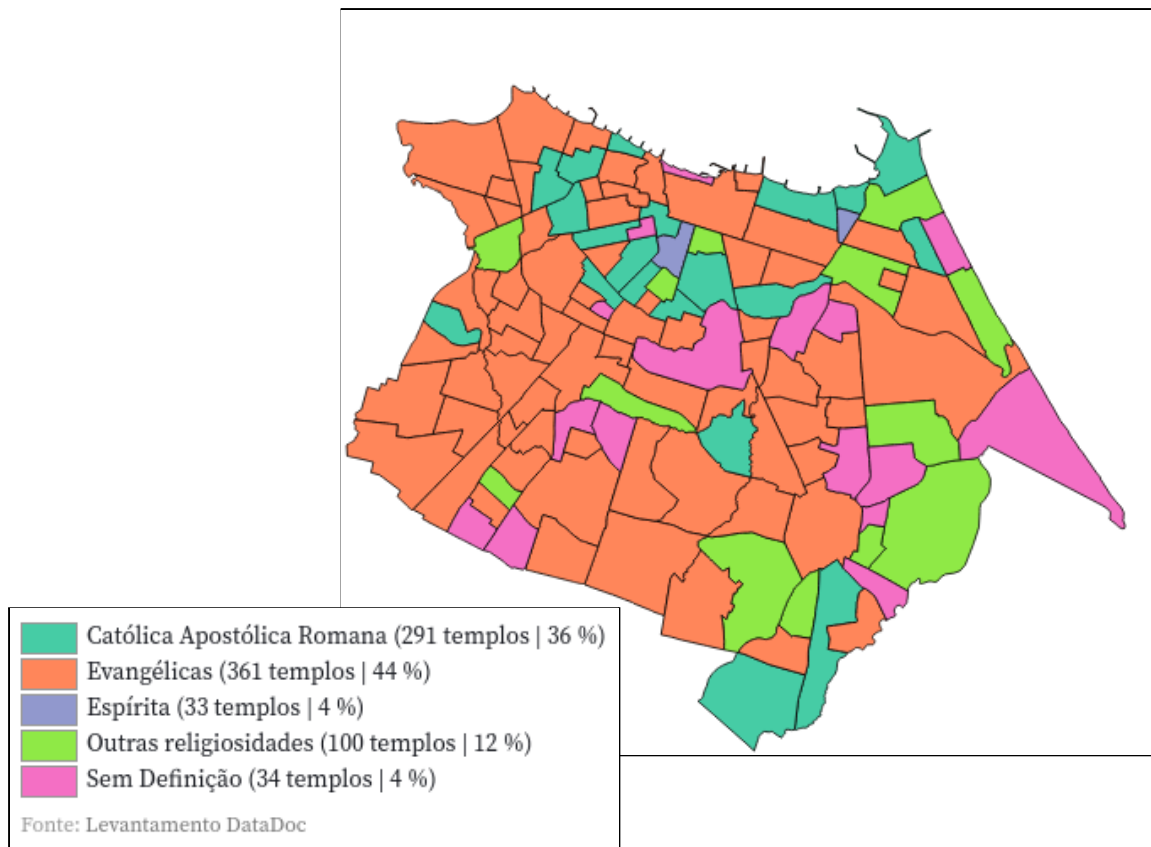 Católica Apostólica Romana (291 templos | 36 %)
Evangélicas (361 templos | 44 %)
Espírita (33 templos | 4 %)
Outras religiosidades (100 templos | 12 %)
Sem Definição (34 templos | 4 %)
Fonte: Levantamento DataDoc